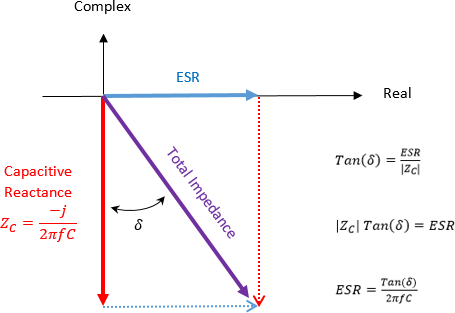 Complex
ESR
Real
Total Impedance
Capacitive
Reactance
Z_C = -j / 2πfC
δ
Tan(δ) = ESR / |Z_C|
|Z_C| Tan(δ) = ESR
ESR = Tan(δ) / 2πfC